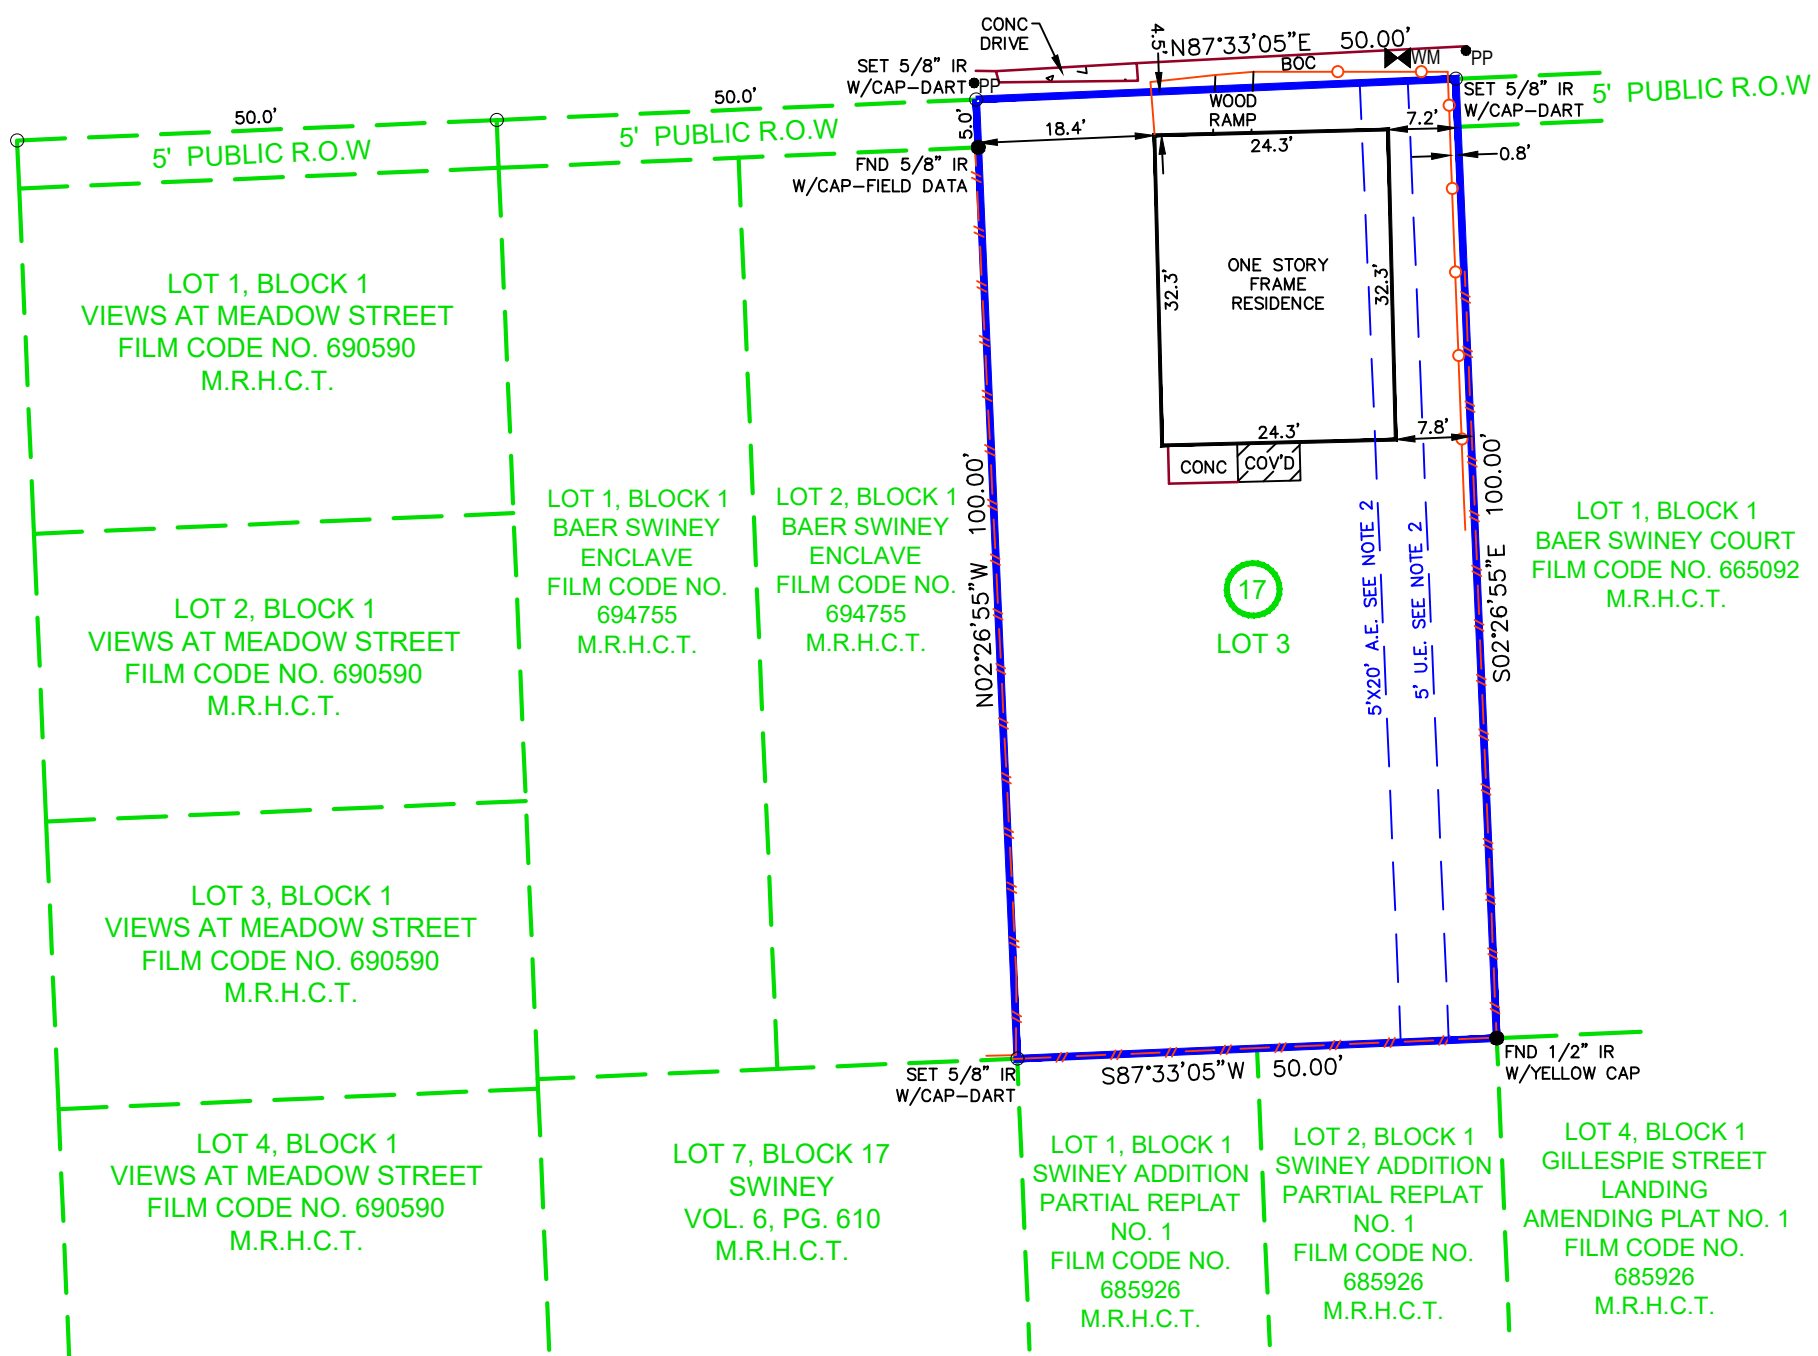 CONC
DRIVE
4.5'
N87°33'05"E 50.00'
WM
PP
BOC
SET 5/8" IR
W/CAP-DART
PP
SET 5/8" IR
W/CAP-DART
5' PUBLIC R.O.W
50.0'
50.0'
5' PUBLIC R.O.W
5' PUBLIC R.O.W
5.0'
18.4'
WOOD
RAMP
24.3'
7.2'
0.8'
FND 5/8" IR
W/CAP-FIELD DATA
LOT 1, BLOCK 1
VIEWS AT MEADOW STREET
FILM CODE NO. 690590
M.R.H.C.T.
32.3'
ONE STORY
FRAME
RESIDENCE
32.3'
24.3'
7.8'
CONC
COV'D
N02°26'55"W 100.00'
S02°26'55"E 100.00'
LOT 1, BLOCK 1
BAER SWINEY
ENCLAVE
FILM CODE NO.
694755
M.R.H.C.T.
LOT 2, BLOCK 1
BAER SWINEY
ENCLAVE
FILM CODE NO.
694755
M.R.H.C.T.
5'X20' A.E. SEE NOTE 2
5' U.E. SEE NOTE 2
LOT 1, BLOCK 1
BAER SWINEY COURT
FILM CODE NO. 665092
M.R.H.C.T.
17
LOT 3
LOT 2, BLOCK 1
VIEWS AT MEADOW STREET
FILM CODE NO. 690590
M.R.H.C.T.
LOT 3, BLOCK 1
VIEWS AT MEADOW STREET
FILM CODE NO. 690590
M.R.H.C.T.
SET 5/8" IR
W/CAP-DART
S87°33'05"W 50.00'
FND 1/2" IR
W/YELLOW CAP
LOT 4, BLOCK 1
VIEWS AT MEADOW STREET
FILM CODE NO. 690590
M.R.H.C.T.
LOT 7, BLOCK 17
SWINEY
VOL. 6, PG. 610
M.R.H.C.T.
LOT 1, BLOCK 1
SWINEY ADDITION
PARTIAL REPLAT
NO. 1
FILM CODE NO.
685926
M.R.H.C.T.
LOT 2, BLOCK 1
SWINEY ADDITION
PARTIAL REPLAT
NO. 1
FILM CODE NO.
685926
M.R.H.C.T.
LOT 4, BLOCK 1
GILLESPIE STREET
LANDING
AMENDING PLAT NO. 1
FILM CODE NO.
685926
M.R.H.C.T.